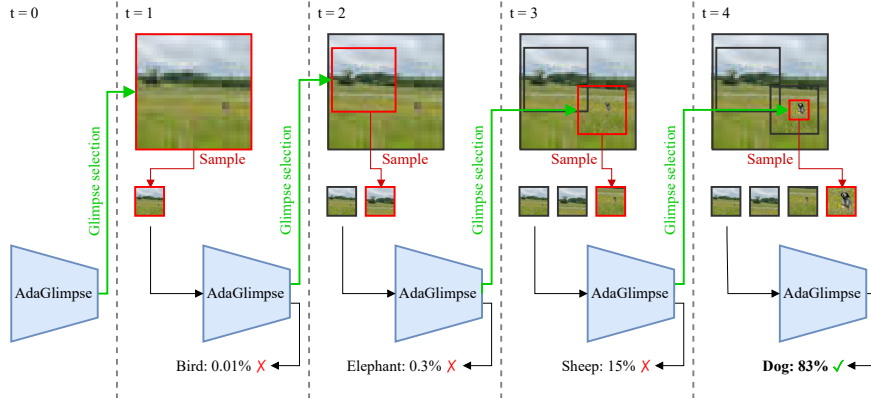 t = 0
t = 1
t = 2
t = 3
t = 4
Glimpse selection
Sample
Glimpse selection
Sample
Glimpse selection
Sample
Glimpse selection
Sample
AdaGlimpse
AdaGlimpse
AdaGlimpse
AdaGlimpse
AdaGlimpse
Bird: 0.01% ✗
Elephant: 0.3% ✗
Sheep: 15% ✗
Dog: 83% ✓